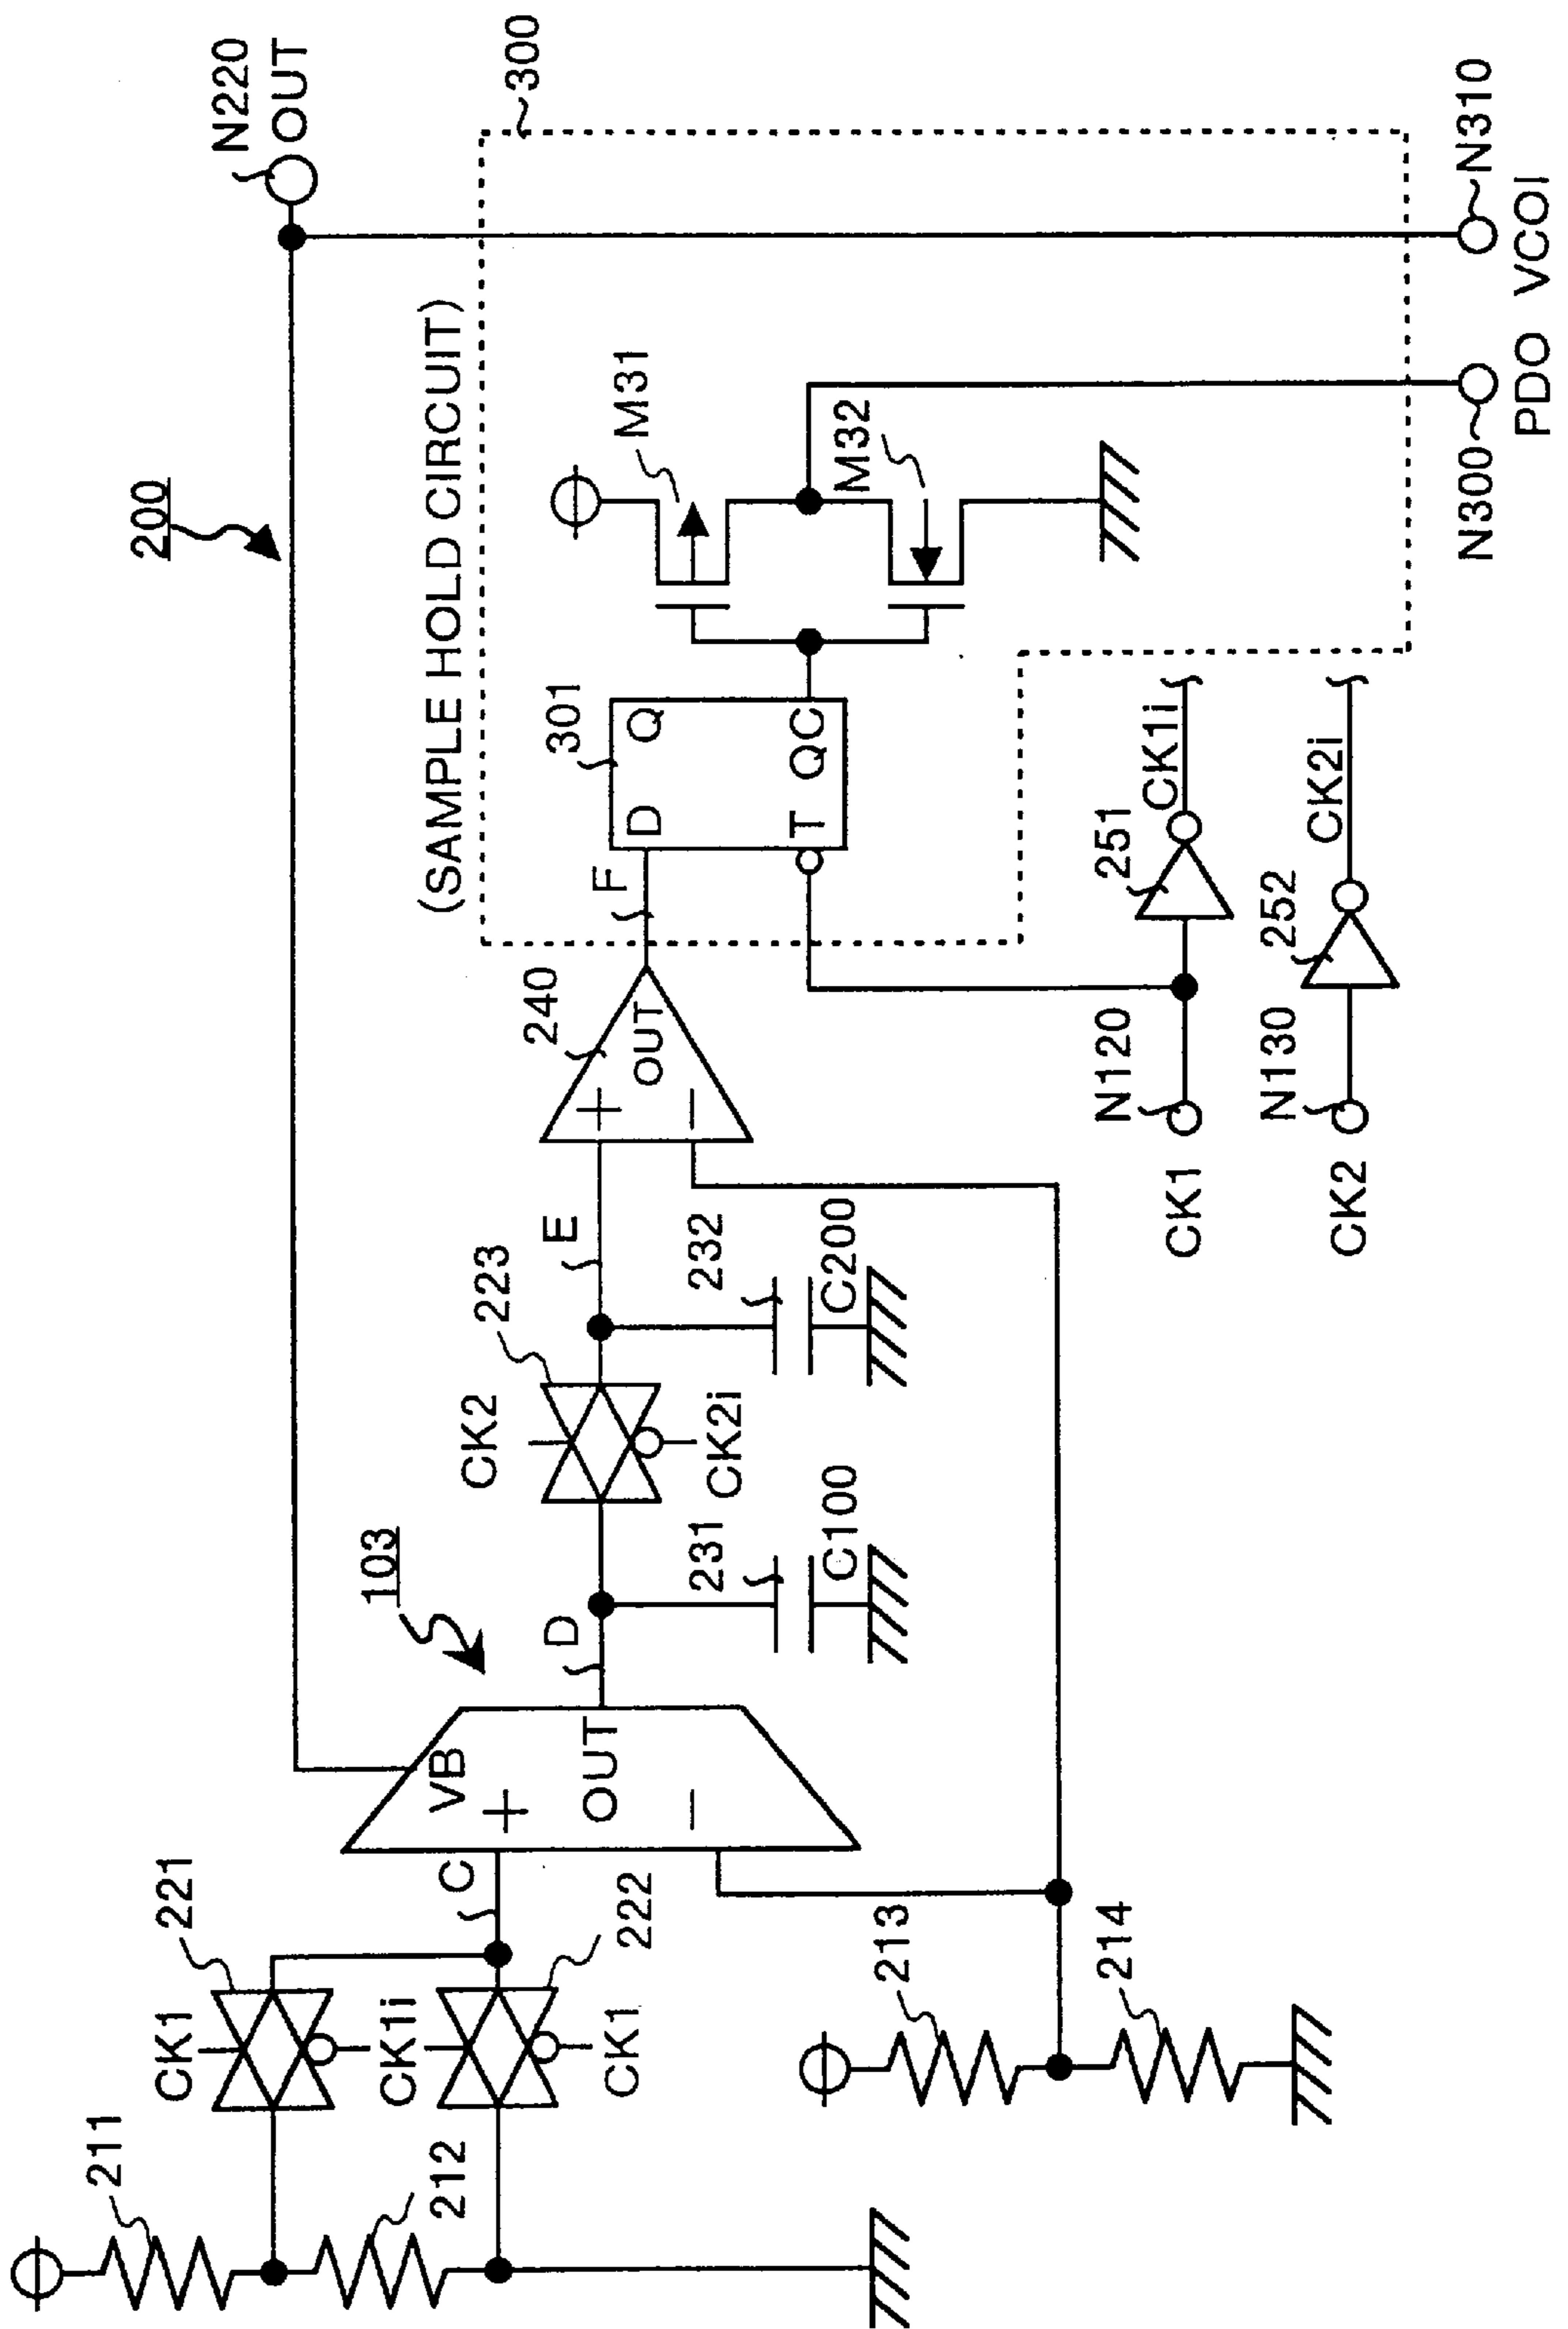 200
N220
OUT
(SAMPLE HOLD CIRCUIT)
300
211
CK1
221
212
CK1i
CK1
222
C
VB
+
OUT
−
103
D
231
C100
CK2
223
CK2i
232
C200
E
240
+
OUT
−
F
301
D
Q
T
QC
M31
M32
213
214
CK1
N120
251
CK1i
CK2
N130
252
CK2i
N300
PDO
N310
VCOI